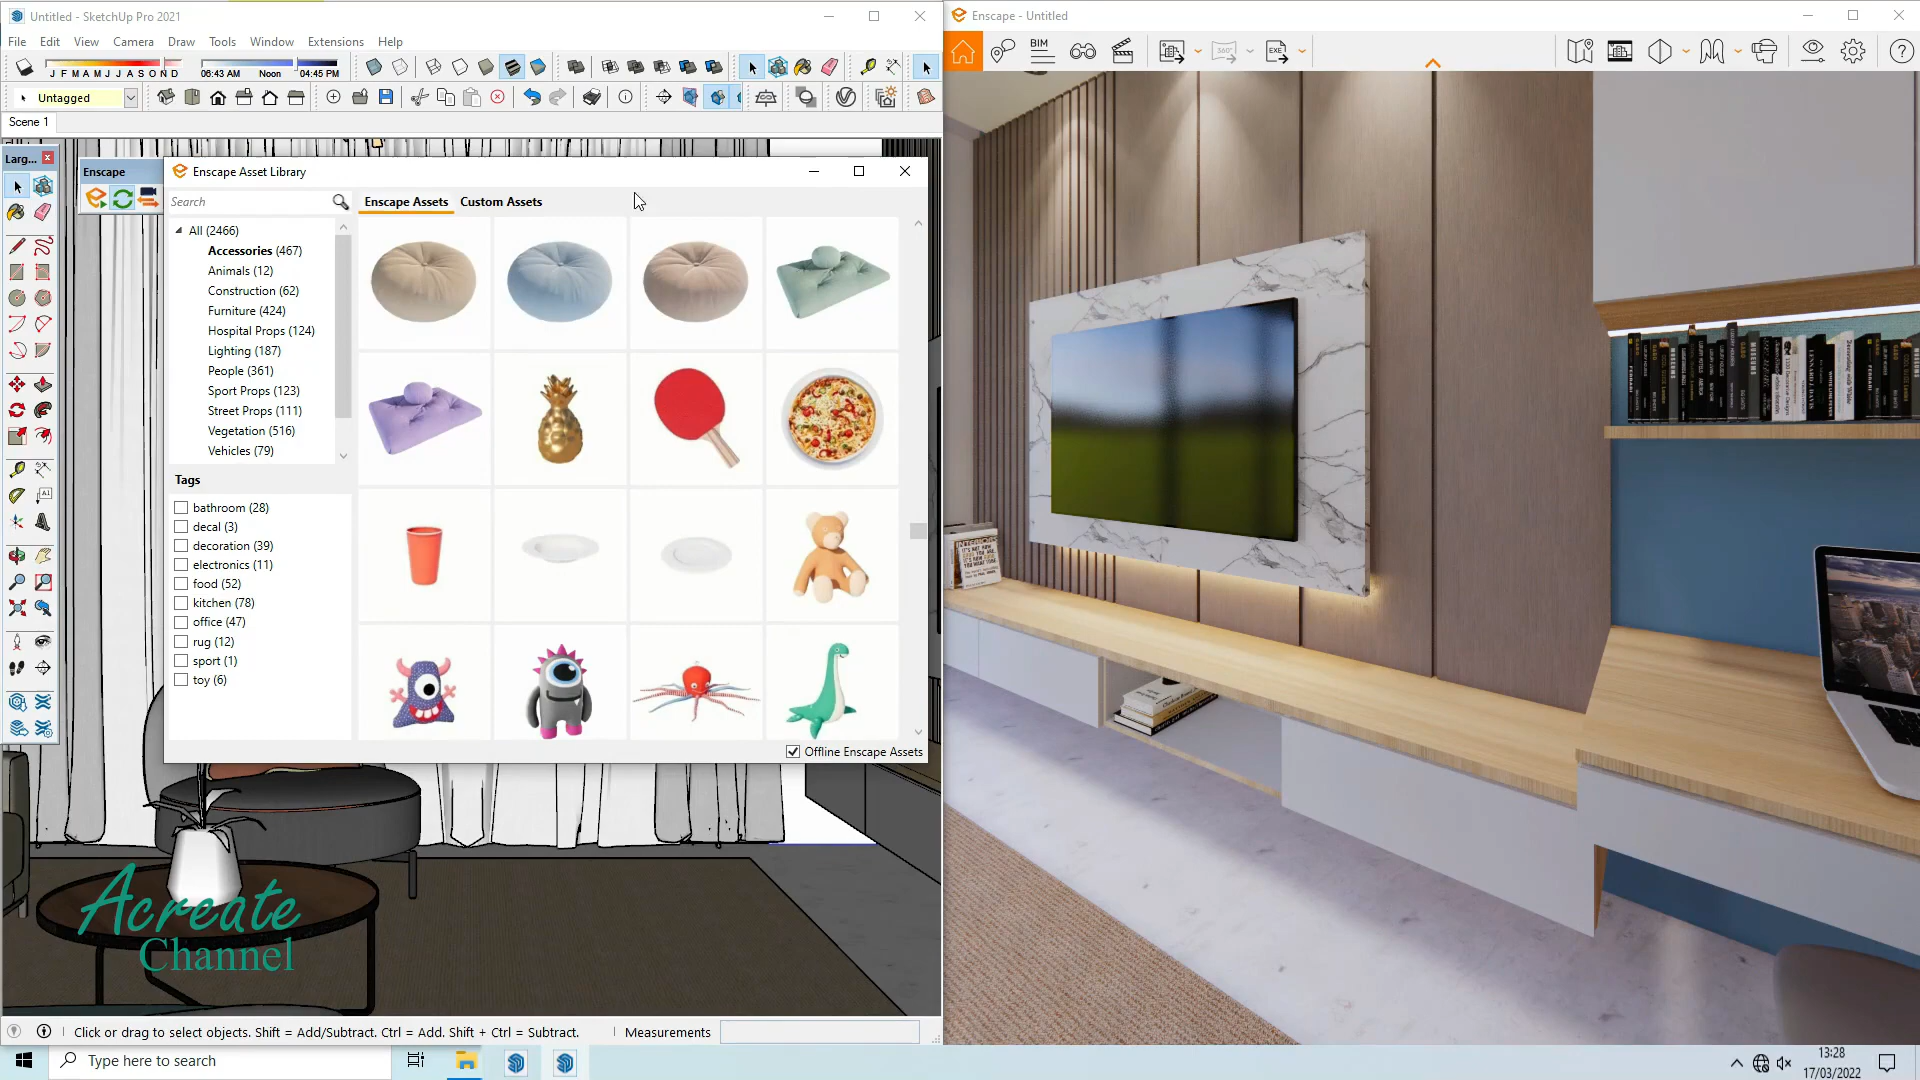 Untitled - SketchUp Pro 2021
File Edit View Camera Draw Tools Window Extensions Help
J F M A M J J A S O N D
06:43 AM Noon 04:45 PM
Untagged
Scene 1
Larg...
Enscape
Enscape Asset Library
Search
Enscape Assets Custom Assets
All (2466)
Accessories (467)
Animals (12)
Construction (62)
Furniture (424)
Hospital Props (124)
Lighting (187)
People (361)
Sport Props (123)
Street Props (111)
Vegetation (516)
Vehicles (79)
Tags
bathroom (28)
decal (3)
decoration (39)
electronics (11)
food (52)
kitchen (78)
office (47)
rug (12)
sport (1)
toy (6)
Offline Enscape Assets
Acreate
Channel
Click or drag to select objects. Shift = Add/Subtract. Ctrl = Add. Shift + Ctrl = Subtract.
Measurements
Enscape - Untitled
BIM
360°
EXE
INTERIORS
Type here to search
13:28
17/03/2022